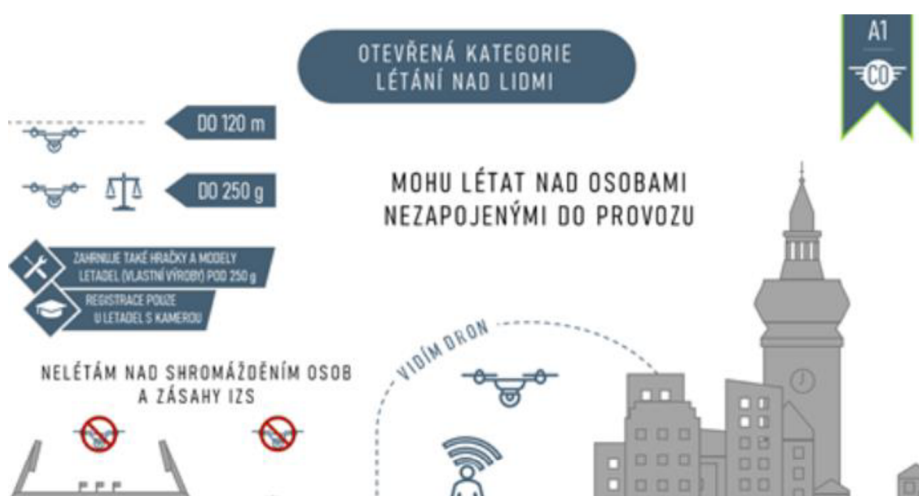 OTEVŘENÁ KATEGORIE
LÉTÁNÍ NAD LIDMI
A1
C0
DO 120 m
DO 250 g
MOHU LÉTAT NAD OSOBAMI
NEZAPOJENÝMI DO PROVOZU
ZAHRNUJE TAKÉ HRAČKY A MODELY
LETADEL (VLASTNÍ VÝROBY) POD 250 g
REGISTRACE POUZE
U LETADEL S KAMEROU
VIDÍM DRON
NELÉTÁM NAD SHROMÁŽDĚNÍM OSOB
A ZÁSAHY IZS